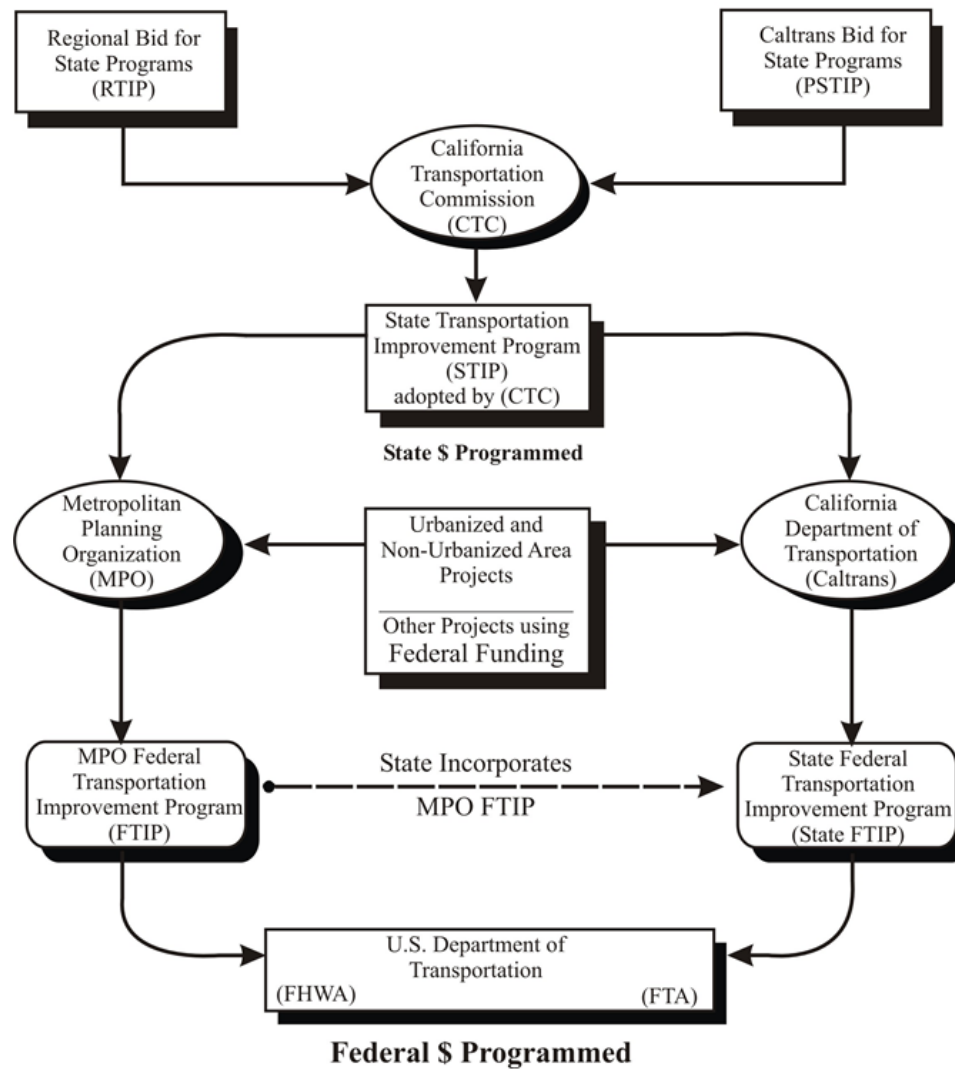 Regional Bid for
State Programs
(RTIP)
Caltrans Bid for
State Programs
(PSTIP)
California
Transportation
Commission
(CTC)
State Transportation
Improvement Program
(STIP)
adopted by (CTC)
State $ Programmed
Metropolitan
Planning
Organization
(MPO)
Urbanized and
Non-Urbanized Area
Projects
Other Projects using
Federal Funding
California
Department of
Transportation
(Caltrans)
MPO Federal
Transportation
Improvement Program
(FTIP)
State Incorporates
MPO FTIP
State Federal
Transportation
Improvement Program
(State FTIP)
U.S. Department of
Transportation
(FHWA) (FTA)
Federal $ Programmed